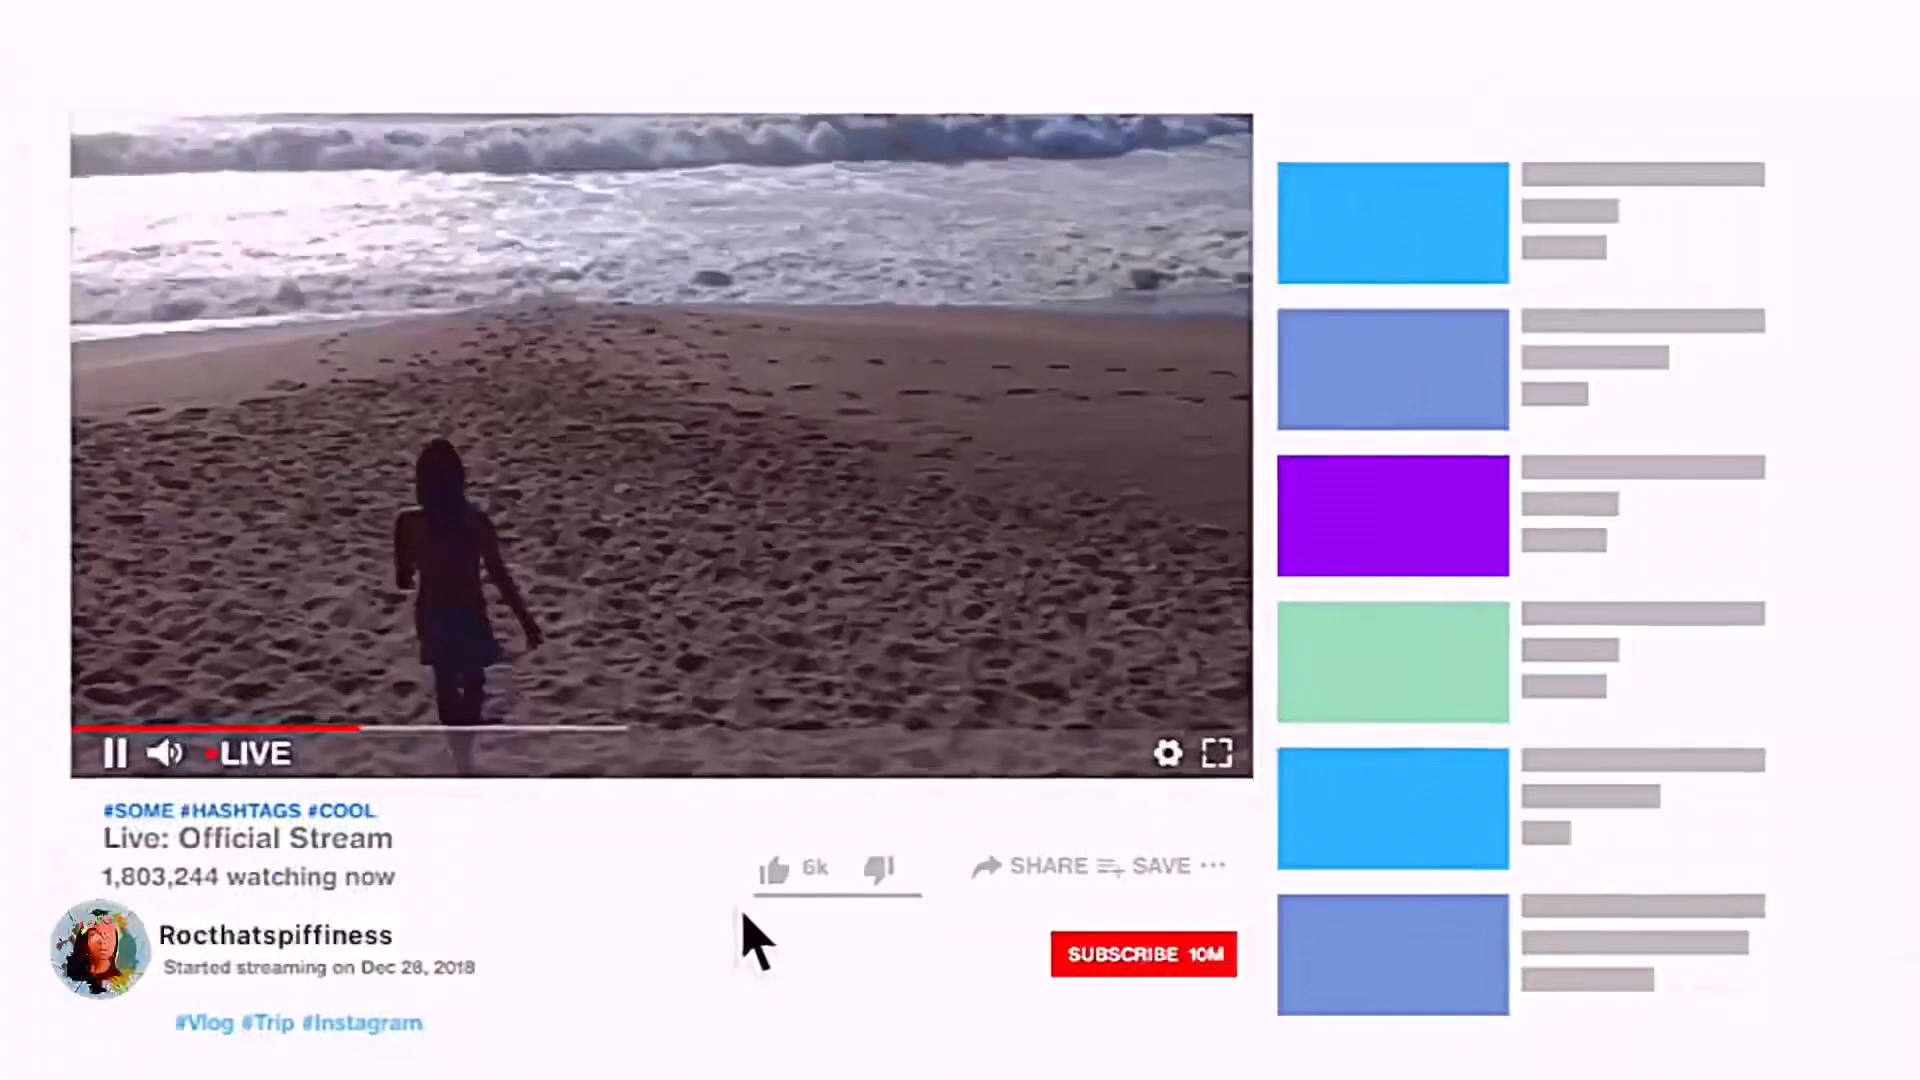 LIVE
#SOME #HASHTAGS #COOL
Live: Official Stream
1,803,244 watching now
6k
SHARE
SAVE
Rocthatspiffiness
Started streaming on Dec 28, 2018
SUBSCRIBE 10M
#Vlog #Trip #Instagram